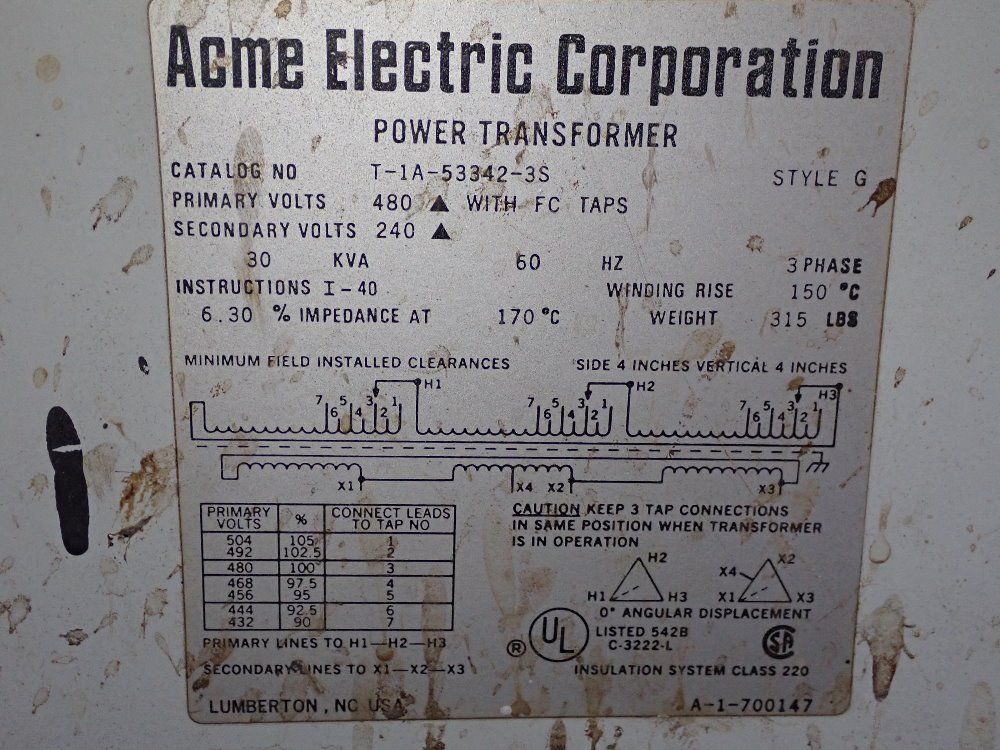 Acme Electric Corporation
POWER TRANSFORMER
CATALOG NO T-1A-53342-3S STYLE G
PRIMARY VOLTS 480 ▲ WITH FC TAPS
SECONDARY VOLTS 240 ▲
30 KVA 60 HZ 3 PHASE
INSTRUCTIONS I-40 WINDING RISE 150 °C
6.30 % IMPEDANCE AT 170 °C WEIGHT 315 LBS
MINIMUM FIELD INSTALLED CLEARANCES SIDE 4 INCHES VERTICAL 4 INCHES
H1 H2 H3
7 6 5 4 3 2 1 7 6 5 4 3 2 1 7 6 5 4 3 2 1
X1 X4 X2 X3
PRIMARY VOLTS % CONNECT LEADS TO TAP NO
504 105 1
492 102.5 2
480 100 3
468 97.5 4
456 95 5
444 92.5 6
432 90 7
PRIMARY LINES TO H1—H2—H3
SECONDARY LINES TO X1—X2—X3
CAUTION KEEP 3 TAP CONNECTIONS
IN SAME POSITION WHEN TRANSFORMER
IS IN OPERATION
H2 X2
X4
H1 H3 X1 X3
0° ANGULAR DISPLACEMENT
® UL LISTED 542B SA
C-3222-L
INSULATION SYSTEM CLASS 220
LUMBERTON, NC USA A-1-700147